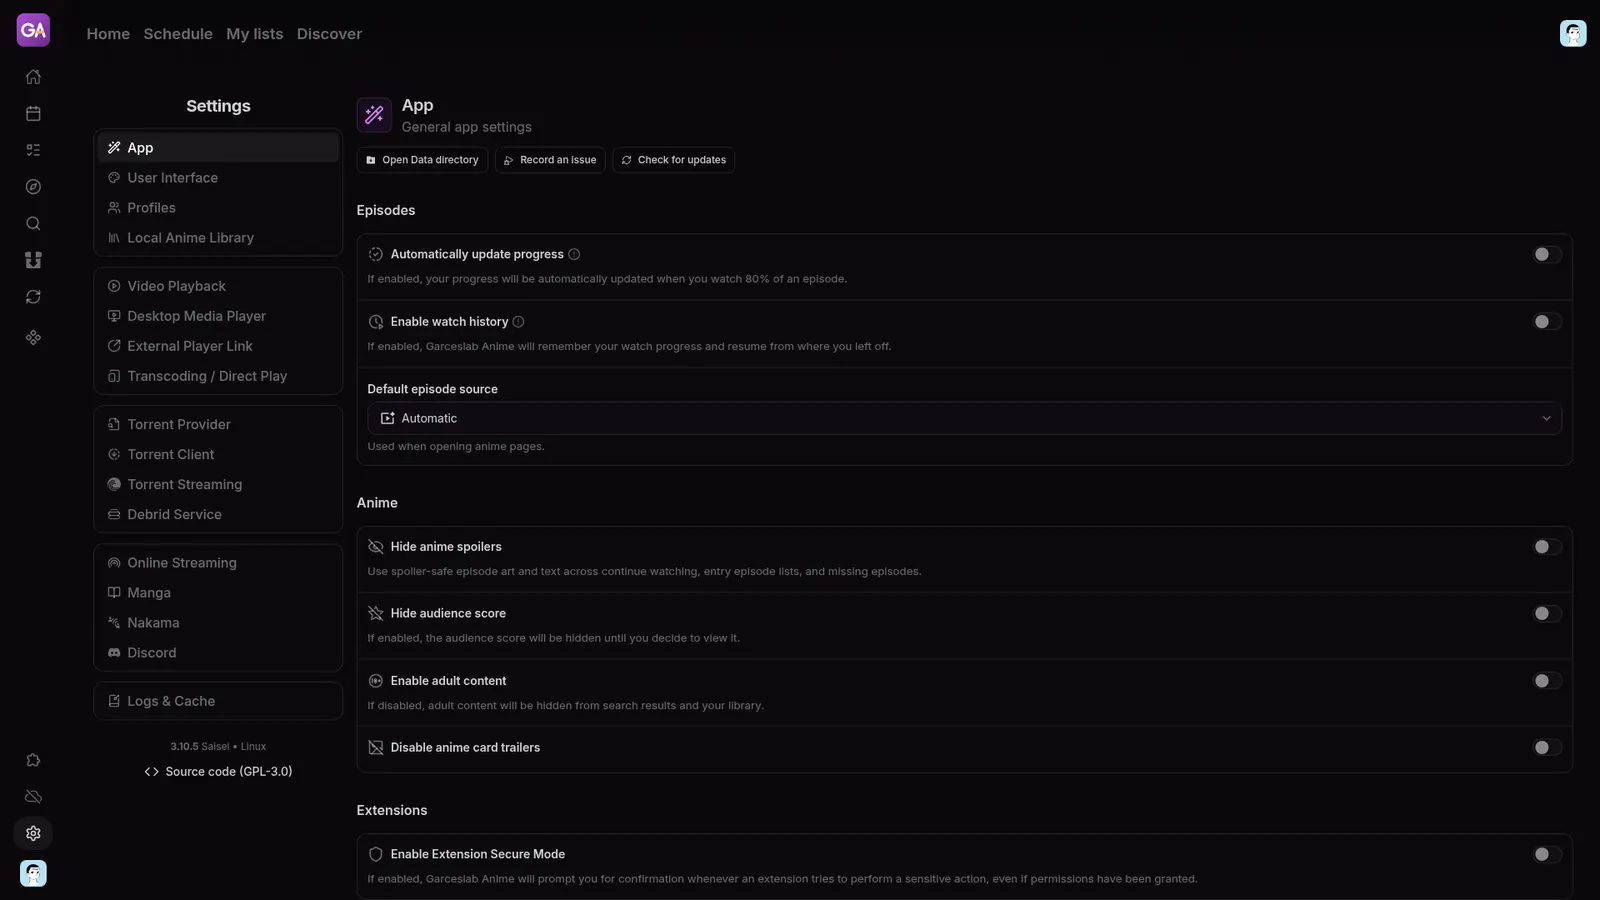 GA
Home
Schedule
My lists
Discover
Settings
App
User Interface
Profiles
Local Anime Library
Video Playback
Desktop Media Player
External Player Link
Transcoding / Direct Play
Torrent Provider
Torrent Client
Torrent Streaming
Debrid Service
Online Streaming
Manga
Nakama
Discord
Logs & Cache
3.10.5 Saisei • Linux
Source code (GPL-3.0)
App
General app settings
Open Data directory
Record an issue
Check for updates
Episodes
Automatically update progress
If enabled, your progress will be automatically updated when you watch 80% of an episode.
Enable watch history
If enabled, Garceslab Anime will remember your watch progress and resume from where you left off.
Default episode source
Automatic
Used when opening anime pages.
Anime
Hide anime spoilers
Use spoiler-safe episode art and text across continue watching, entry episode lists, and missing episodes.
Hide audience score
If enabled, the audience score will be hidden until you decide to view it.
Enable adult content
If disabled, adult content will be hidden from search results and your library.
Disable anime card trailers
Extensions
Enable Extension Secure Mode
If enabled, Garceslab Anime will prompt you for confirmation whenever an extension tries to perform a sensitive action, even if permissions have been granted.